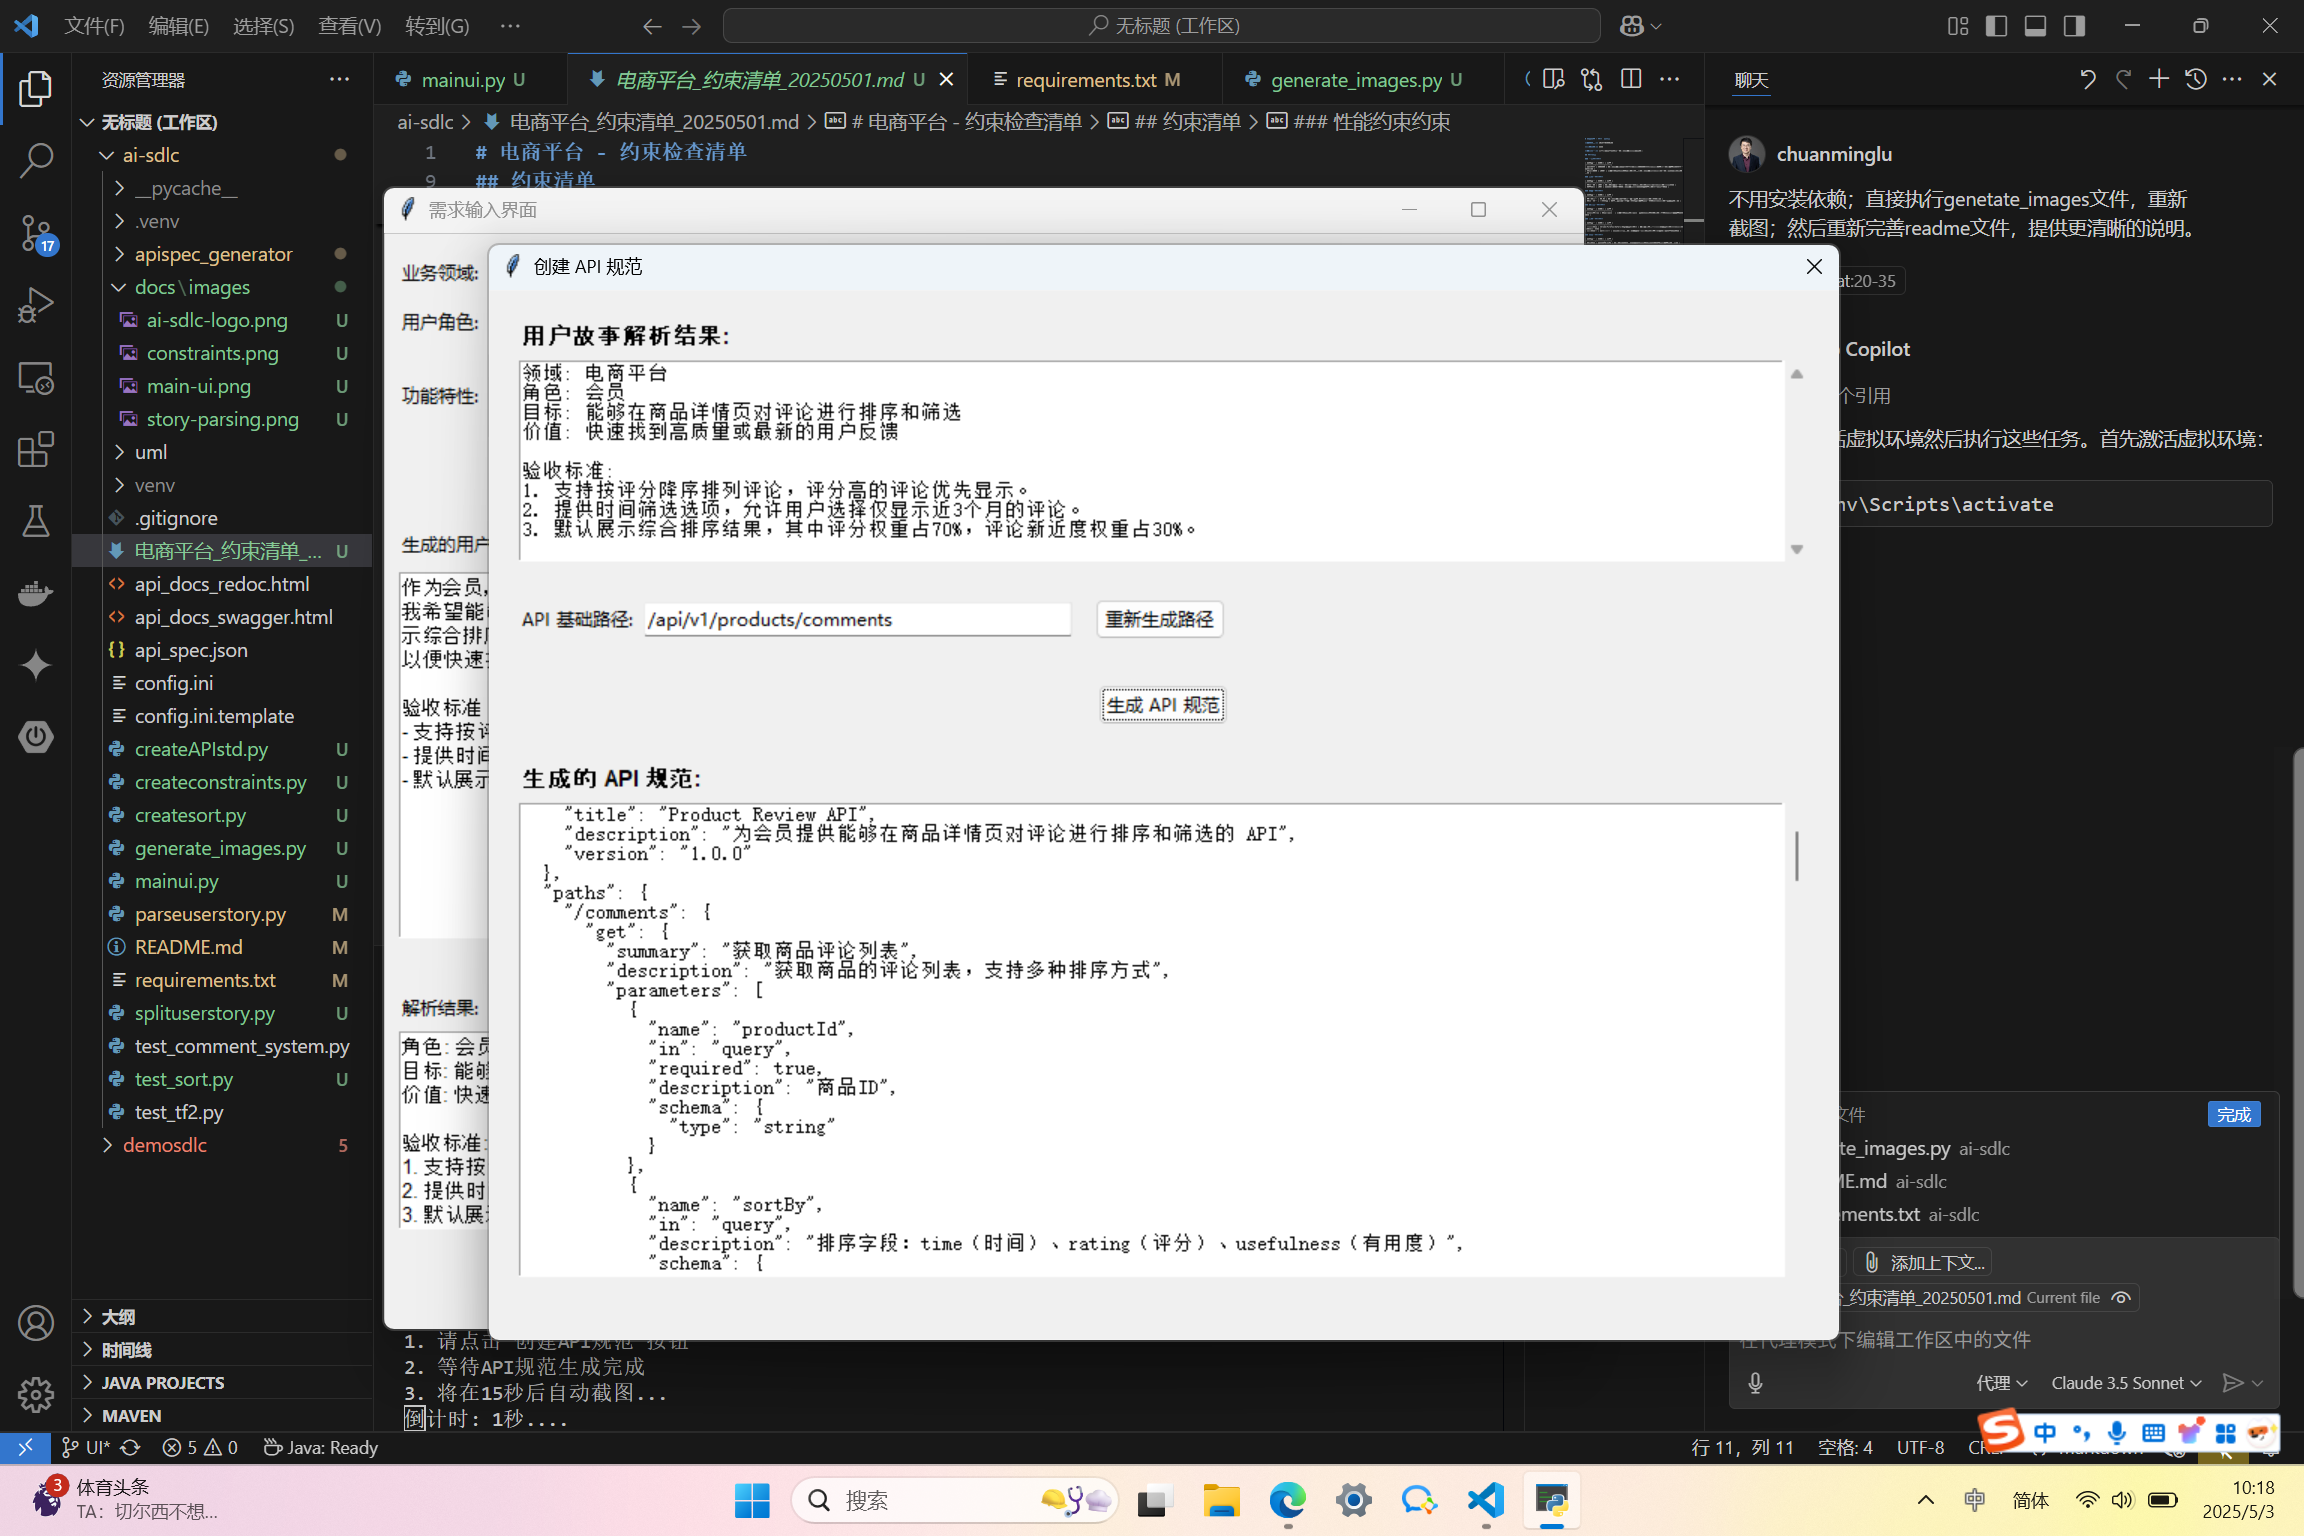 文件(F) 编辑(E) 选择(S) 查看(V) 转到(G) ···
无标题 (工作区)
资源管理器
无标题 (工作区)
ai-sdlc
__pycache__
.venv
apispec_generator
docs\images
ai-sdlc-logo.png U
constraints.png U
main-ui.png U
story-parsing.png U
uml
venv
.gitignore
电商平台_约束清单_... U
api_docs_redoc.html
api_docs_swagger.html
api_spec.json
config.ini
config.ini.template
createAPIstd.py U
createconstraints.py U
createsort.py U
generate_images.py U
mainui.py U
parseuserstory.py M
README.md M
requirements.txt M
splituserstory.py U
test_comment_system.py
test_sort.py U
test_tf2.py
demosdlc 5
大纲
时间线
JAVA PROJECTS
MAVEN
17
mainui.py U
电商平台_约束清单_20250501.md U
requirements.txt M
generate_images.py U
ai-sdlc > 电商平台_约束清单_20250501.md > # 电商平台 - 约束检查清单 > ## 约束清单 > ### 性能约束约束
1 # 电商平台 - 约束检查清单
9 ## 约束清单
需求输入界面
业务领域:
用户角色:
功能特性:
生成的用户
作为会员,
我希望能
示综合排
以便快速
验收标准
- 支持按评
- 提供时间
- 默认展示
解析结果:
角色: 会员
目标: 能够
价值: 快速
验收标准:
1. 支持按
2. 提供时
3. 默认展
创建 API 规范
用户故事解析结果:
领域: 电商平台
角色: 会员
目标: 能够在商品详情页对评论进行排序和筛选
价值: 快速找到高质量或最新的用户反馈
验收标准:
1. 支持按评分降序排列评论，评分高的评论优先显示。
2. 提供时间筛选选项，允许用户选择仅显示近3个月的评论。
3. 默认展示综合排序结果，其中评分权重占70%，评论新近度权重占30%。
API 基础路径: /api/v1/products/comments 重新生成路径
生成 API 规范
生成的 API 规范:
"title": "Product Review API",
"description": "为会员提供能够在商品详情页对评论进行排序和筛选的 API",
"version": "1.0.0"
},
"paths": {
"/comments": {
"get": {
"summary": "获取商品评论列表",
"description": "获取商品的评论列表，支持多种排序方式",
"parameters": [
{
"name": "productId",
"in": "query",
"required": true,
"description": "商品ID",
"schema": {
"type": "string"
}
},
{
"name": "sortBy",
"in": "query",
"description": "排序字段：time（时间）、rating（评分）、usefulness（有用度）",
"schema": {
1. 请点击"创建API规范"按钮
2. 等待API规范生成完成
3. 将在15秒后自动截图...
倒计时: 1秒....
聊天
chuanminglu
不用安装依赖；直接执行genetate_images文件，重新
截图；然后重新完善readme文件，提供更清晰的说明。
at:20-35
Copilot
个引用
虚拟环境然后执行这些任务。首先激活虚拟环境：
nv\Scripts\activate
文件 完成
te_images.py ai-sdlc
ME.md ai-sdlc
ments.txt ai-sdlc
添加上下文...
_约束清单_20250501.md Current file
在代理模式下编辑工作区中的文件
代理 Claude 3.5 Sonnet
UI* 5 0 Java: Ready
行 11，列 11 空格: 4 UTF-8
中
3 体育头条
TA：切尔西不想...
搜索
中 简体
10:18
2025/5/3